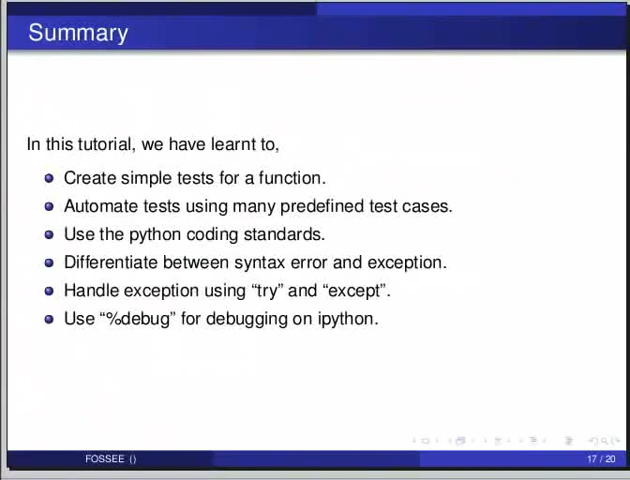 Summary
In this tutorial, we have learnt to,
Create simple tests for a function.
Automate tests using many predefined test cases.
Use the python coding standards.
Differentiate between syntax error and exception.
Handle exception using “try” and “except”.
Use “%debug” for debugging on ipython.
FOSSEE ()
17 / 20